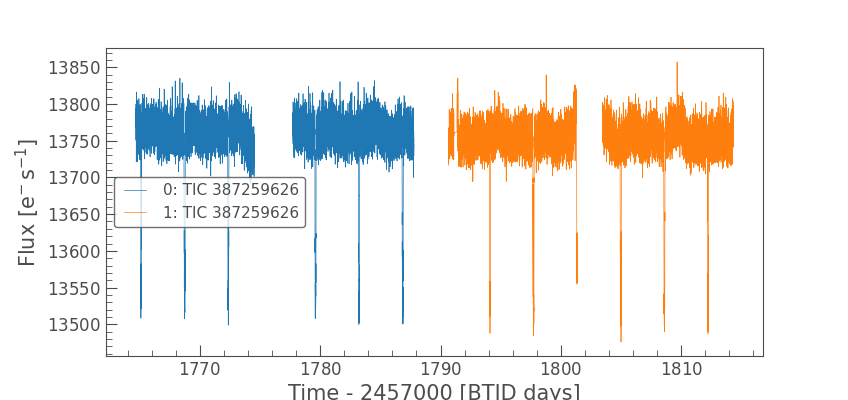 13850
13800
13750
13700
13650
13600
13550
13500
Flux [e⁻ s⁻¹]
0: TIC 387259626
1: TIC 387259626
1770 1780 1790 1800 1810
Time - 2457000 [BTJD days]